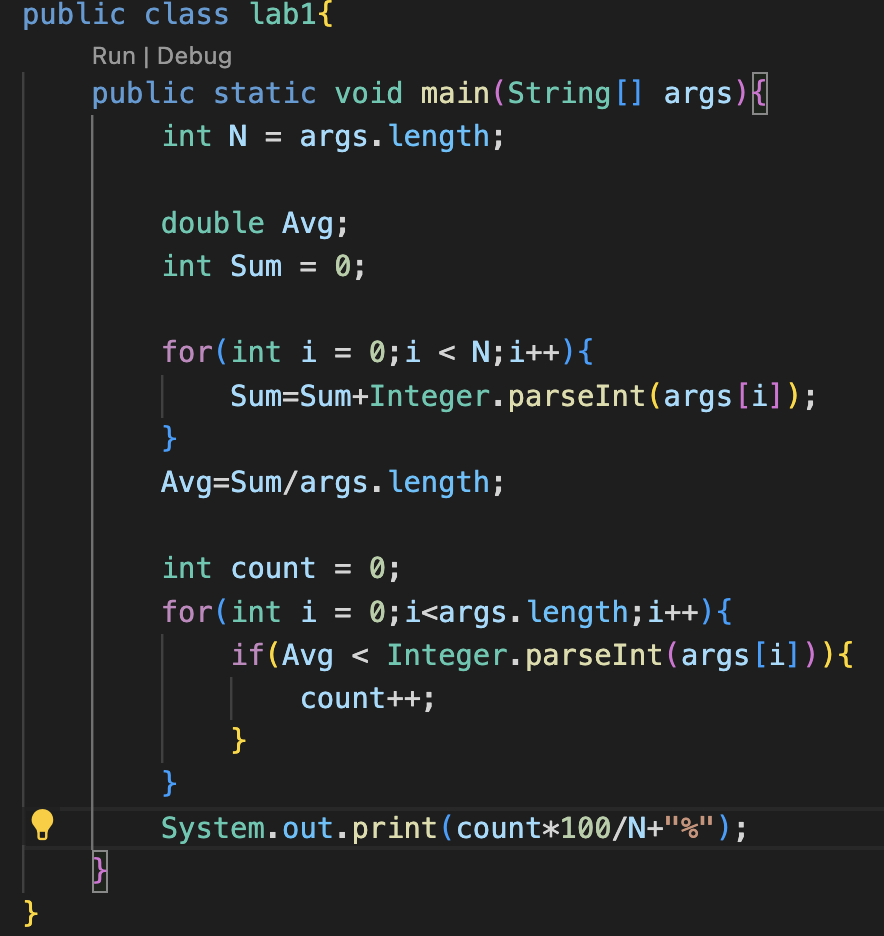 public class lab1{
Run | Debug
public static void main(String[] args){
int N = args.length;
double Avg;
int Sum = 0;
for(int i = 0;i < N;i++){
Sum=Sum+Integer.parseInt(args[i]);
}
Avg=Sum/args.length;
int count = 0;
for(int i = 0;i<args.length;i++){
if(Avg < Integer.parseInt(args[i])){
count++;
}
}
System.out.print(count*100/N+"%");
}
}